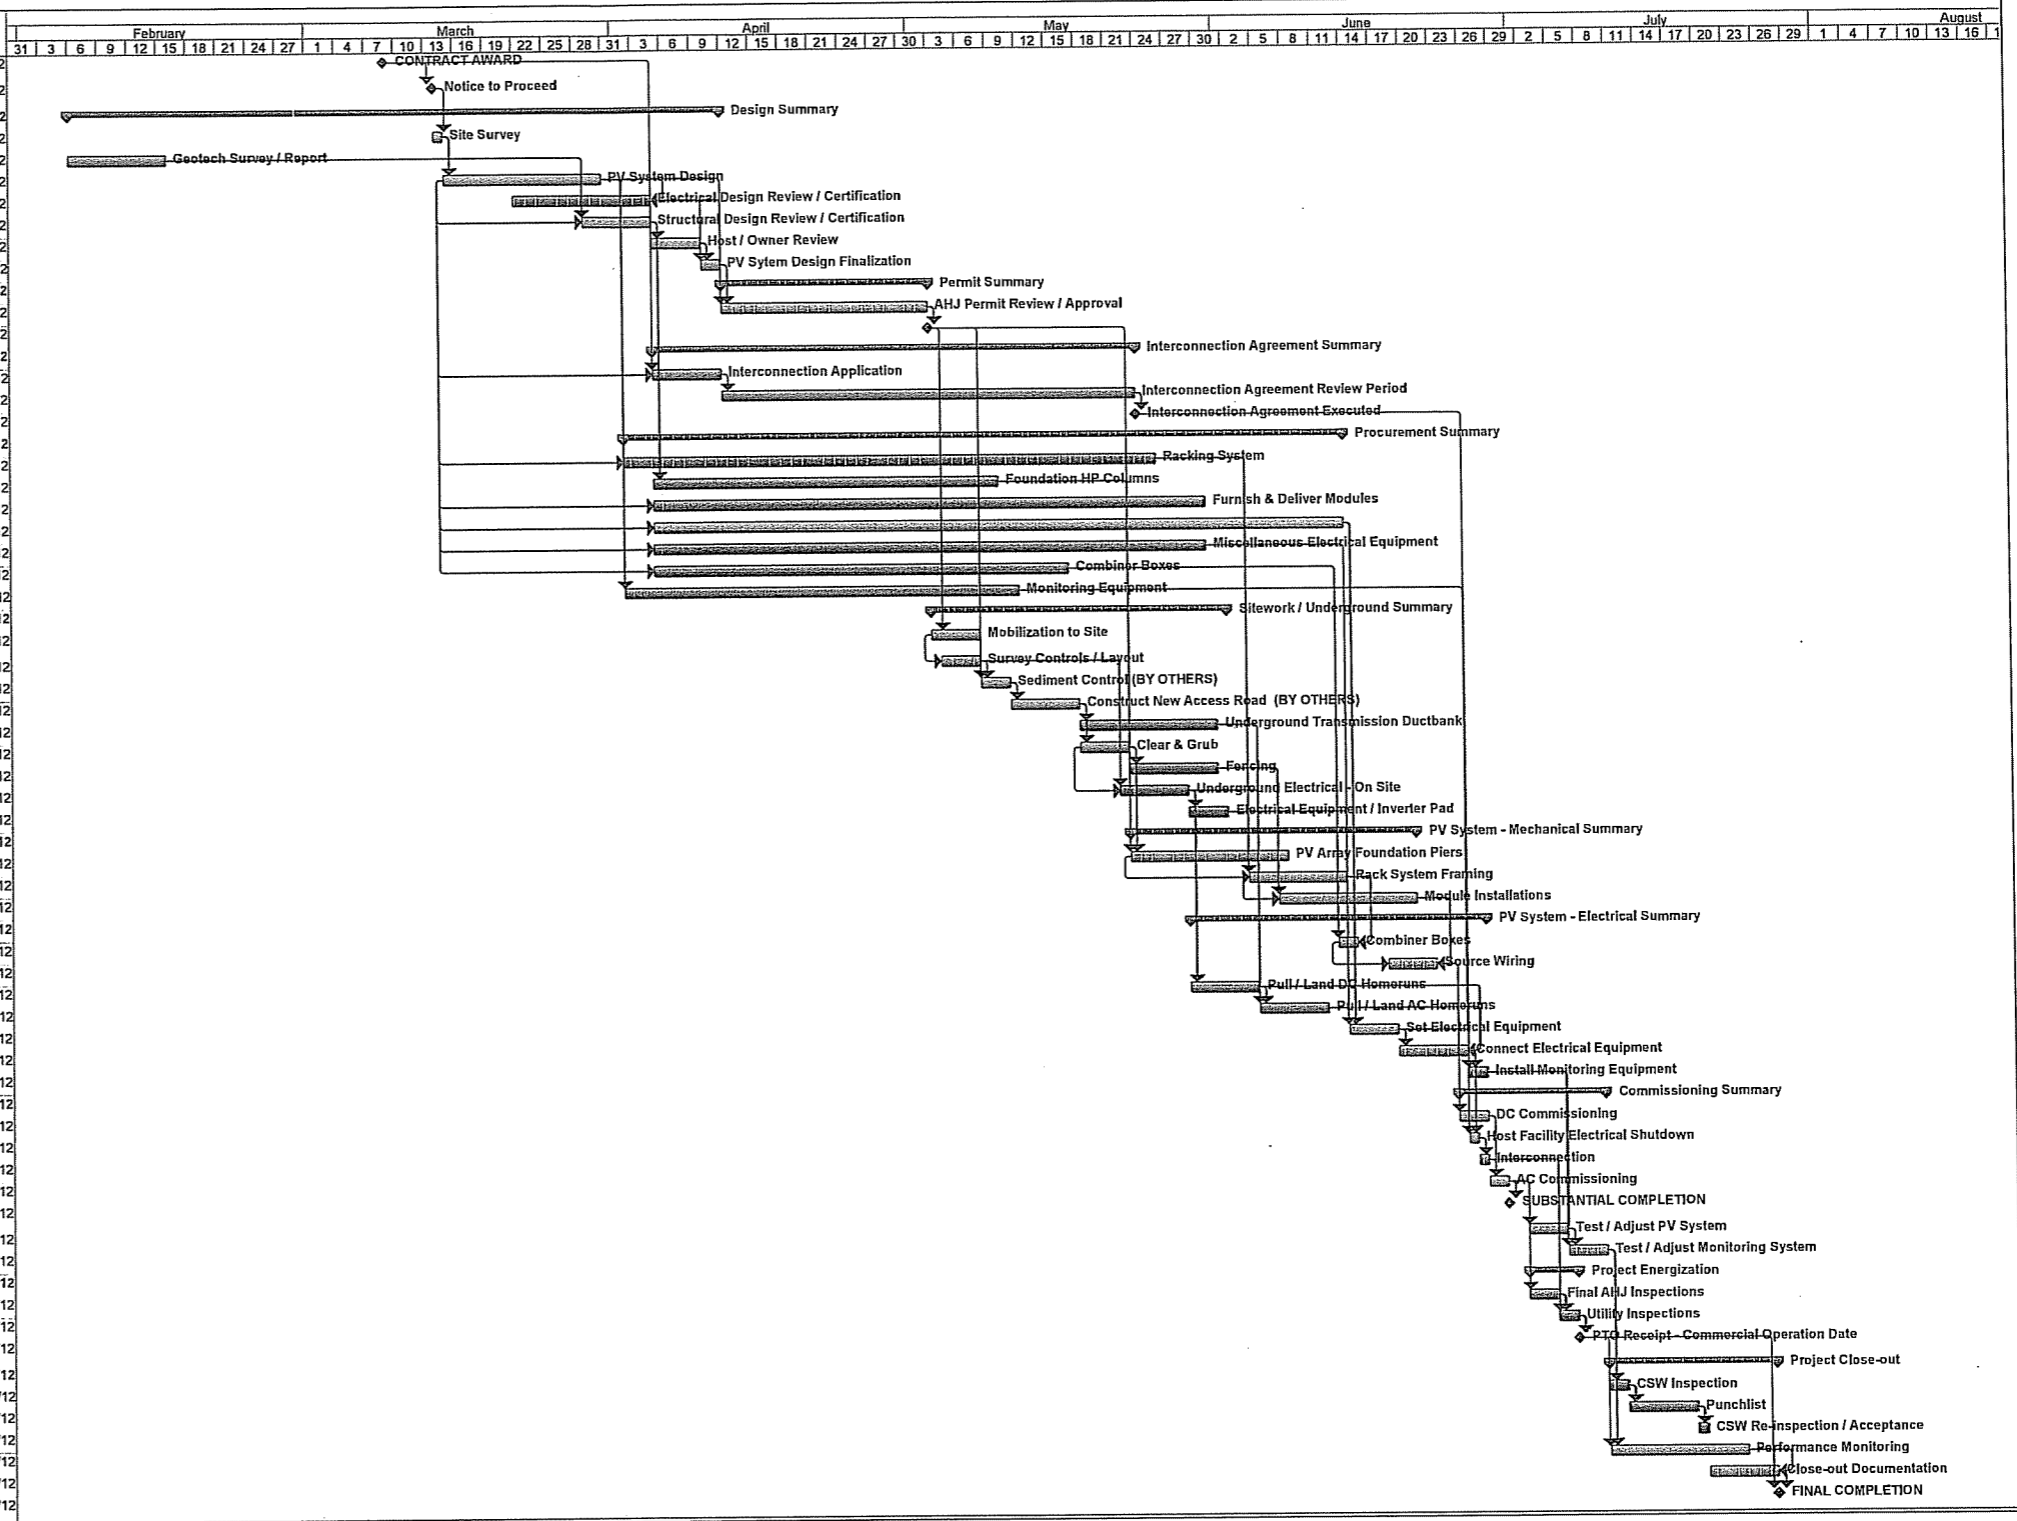 February March April May June July August
31 3 6 9 12 15 18 21 24 27 1 4 7 10 13 16 19 22 25 28 31 3 6 9 12 15 18 21 24 27 30 3 6 9 12 15 18 21 24 27 30 2 5 8 11 14 17 20 23 26 29 2 5 8 11 14 17 20 23 26 29 1 4 7 10 13 16 1
CONTRACT AWARD
Notice to Proceed
Design Summary
Site Survey
Geotech Survey / Report
PV System Design
Electrical Design Review / Certification
Structural Design Review / Certification
Host / Owner Review
PV Sytem Design Finalization
Permit Summary
AHJ Permit Review / Approval
Interconnection Agreement Summary
Interconnection Application
Interconnection Agreement Review Period
Interconnection Agreement Executed
Procurement Summary
Racking System
Foundation HP Columns
Furnish & Deliver Modules
Miscellaneous Electrical Equipment
Combiner Boxes
Monitoring Equipment
Sitework / Underground Summary
Mobilization to Site
Survey Controls / Layout
Sediment Control (BY OTHERS)
Construct New Access Road (BY OTHERS)
Underground Transmission Ductbank
Clear & Grub
Fencing
Underground Electrical - On Site
Electrical Equipment / Inverter Pad
PV System - Mechanical Summary
PV Array Foundation Piers
Rack System Framing
Module Installations
PV System - Electrical Summary
Combiner Boxes
Source Wiring
Pull / Land DC Homeruns
Pull / Land AC Homeruns
Set Electrical Equipment
Connect Electrical Equipment
Install Monitoring Equipment
Commissioning Summary
DC Commissioning
Host Facility Electrical Shutdown
Interconnection
AC Commissioning
SUBSTANTIAL COMPLETION
Test / Adjust PV System
Test / Adjust Monitoring System
Project Energization
Final AHJ Inspections
Utility Inspections
PTO Receipt - Commercial Operation Date
Project Close-out
CSW Inspection
Punchlist
CSW Re-inspection / Acceptance
Performance Monitoring
Close-out Documentation
FINAL COMPLETION